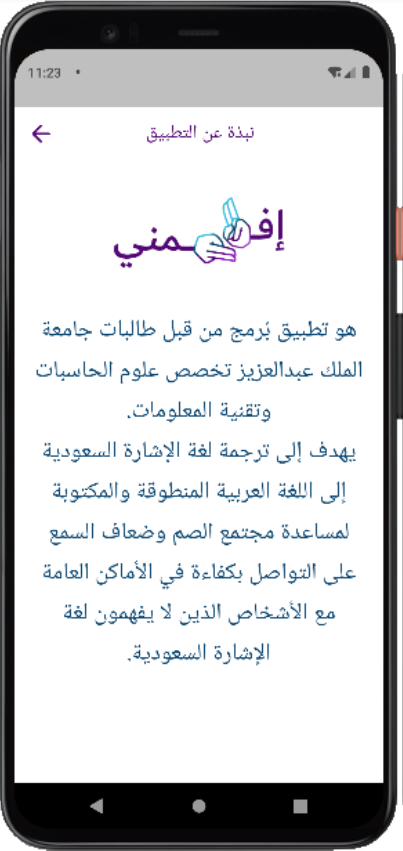 11:23
نبذة عن التطبيق
إفـهـمني
هو تطبيق بُرمج من قبل طالبات جامعة
الملك عبدالعزيز تخصص علوم الحاسبات
وتقنية المعلومات.
يهدف إلى ترجمة لغة الإشارة السعودية
إلى اللغة العربية المنطوقة والمكتوبة
لمساعدة مجتمع الصم وضعاف السمع
على التواصل بكفاءة في الأماكن العامة
مع الأشخاص الذين لا يفهمون لغة
الإشارة السعودية.